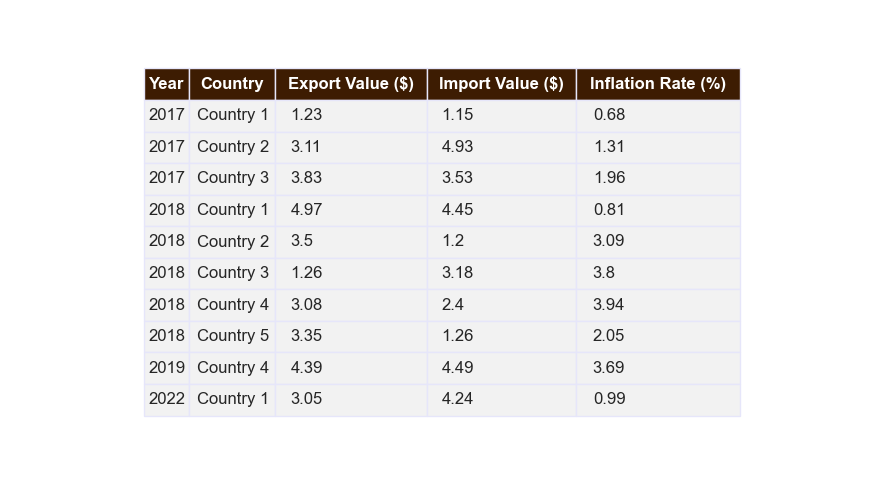 Year Country Export Value ($) Import Value ($) Inflation Rate (%)
2017 Country 1 1.23 1.15 0.68
2017 Country 2 3.11 4.93 1.31
2017 Country 3 3.83 3.53 1.96
2018 Country 1 4.97 4.45 0.81
2018 Country 2 3.5 1.2 3.09
2018 Country 3 1.26 3.18 3.8
2018 Country 4 3.08 2.4 3.94
2018 Country 5 3.35 1.26 2.05
2019 Country 4 4.39 4.49 3.69
2022 Country 1 3.05 4.24 0.99